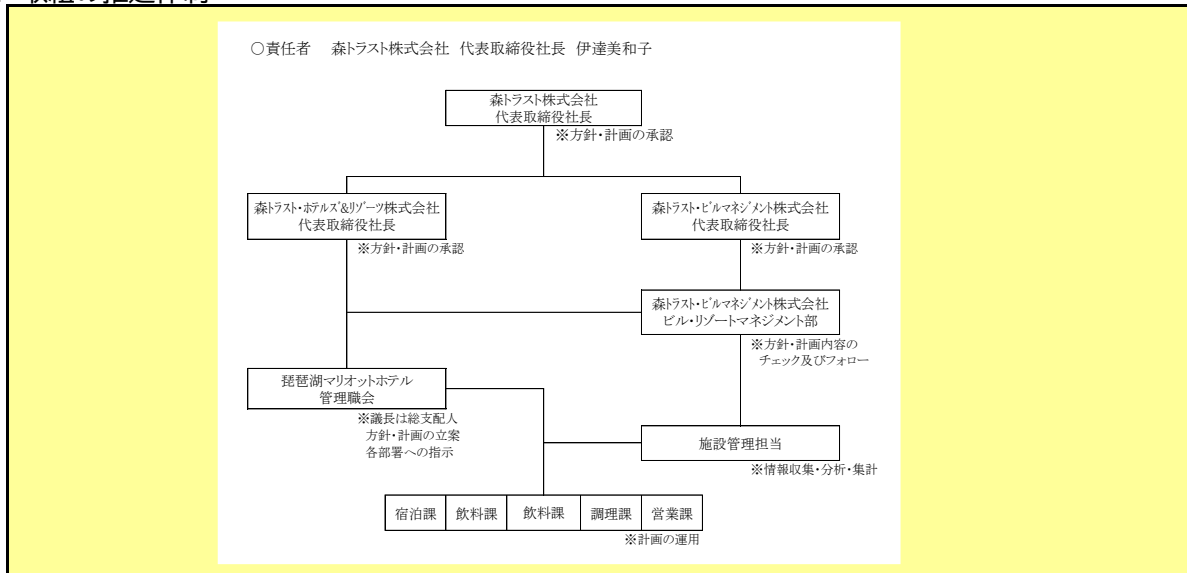 ○責任者 森トラスト株式会社 代表取締役社長 伊達美和子
森トラスト株式会社
代表取締役社長
※方針・計画の承認
森トラスト・ホテルズ&リゾーツ株式会社
代表取締役社長
※方針・計画の承認
森トラスト・ビルマネジメント株式会社
代表取締役社長
※方針・計画の承認
森トラスト・ビルマネジメント株式会社
ビル・リゾートマネジメント部
※方針・計画内容の
チェック及びフォロー
琵琶湖マリオットホテル
管理職会
※議長は総支配人
方針・計画の立案
各部署への指示
施設管理担当
※情報収集・分析・集計
宿泊課 飲料課 飲料課 調理課 営業課
※計画の運用